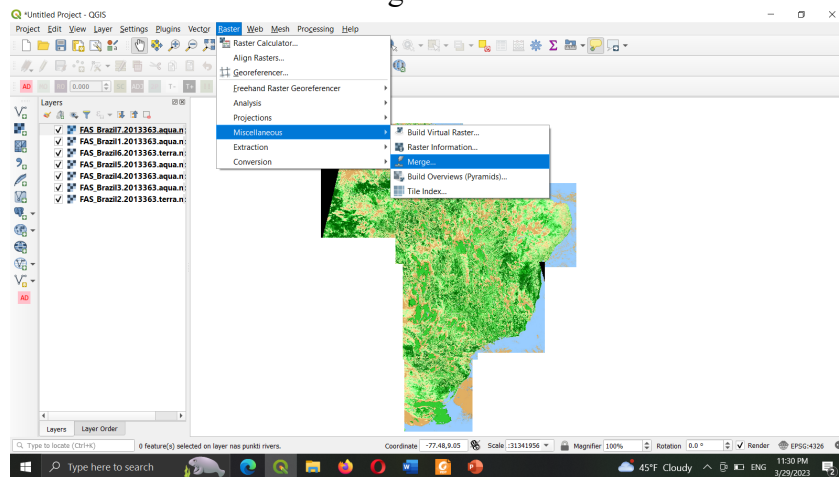 *Untitled Project - QGIS
Project Edit View Layer Settings Plugins Vector Raster Web Mesh Processing Help
Raster Calculator...
Align Rasters...
Georeferencer...
Freehand Raster Georeferencer
Analysis
Projections
Miscellaneous
Extraction
Conversion
Build Virtual Raster...
Raster Information...
Merge...
Build Overviews (Pyramids)...
Tile Index...
AD 0.000 T- T+
Layers
FAS_Brazil7.2013363.aqua.n
FAS_Brazil1.2013363.aqua.n
FAS_Brazil6.2013363.terra.n
FAS_Brazil5.2013363.aqua.n
FAS_Brazil4.2013363.aqua.n
FAS_Brazil3.2013363.aqua.n
FAS_Brazil2.2013363.terra.n
AD
Layers Layer Order
Type to locate (Ctrl+K) 0 feature(s) selected on layer nas punkti rivers. Coordinate -77.48,9.05 Scale :31341956 Magnifier 100% Rotation 0.0 ° Render EPSG:4326
Type here to search 45°F Cloudy ENG 11:30 PM
3/29/2023